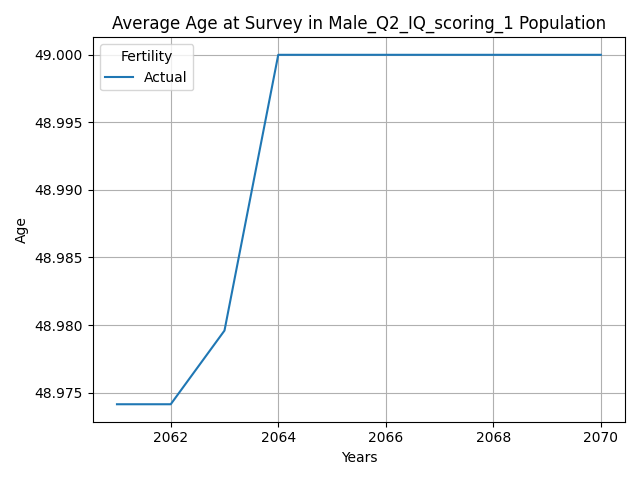 Average Age at Survey in Male_Q2_IQ_scoring_1 Population
Fertility
Actual
49.000
48.995
48.990
48.985
48.980
48.975
Age
2062 2064 2066 2068 2070
Years